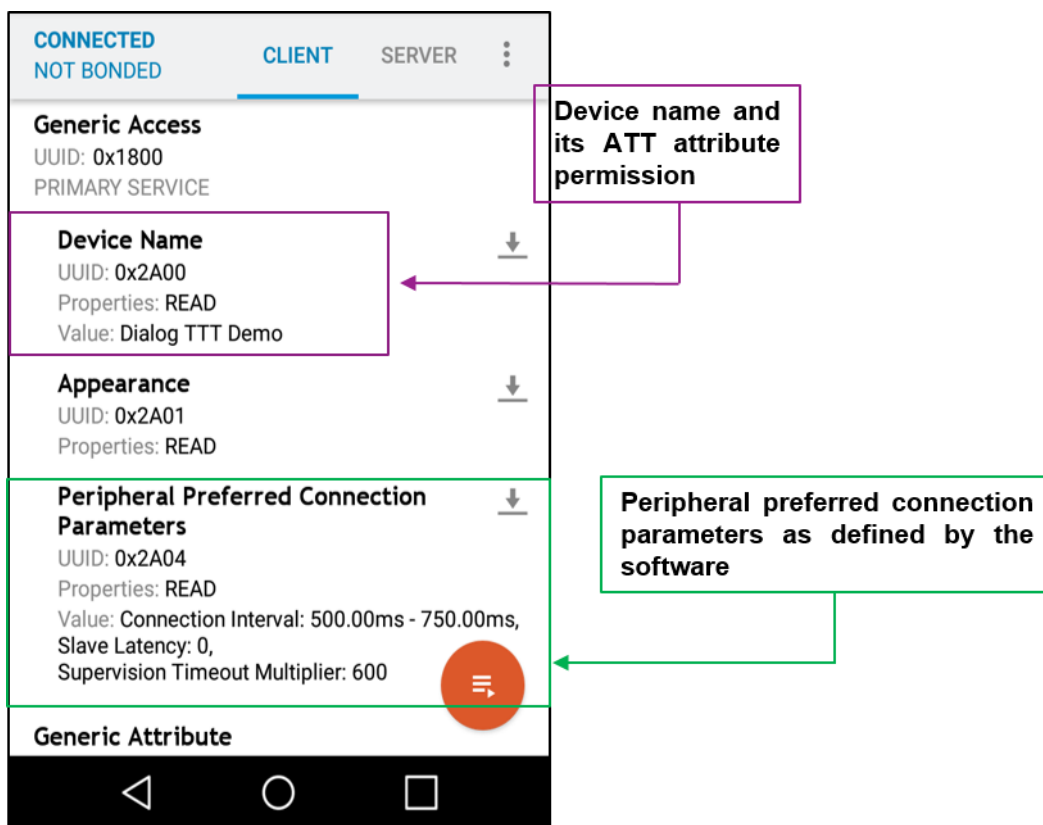 CONNECTED
NOT BONDED
CLIENT
SERVER
Generic Access
UUID: 0x1800
PRIMARY SERVICE
Device Name
UUID: 0x2A00
Properties: READ
Value: Dialog TTT Demo
Appearance
UUID: 0x2A01
Properties: READ
Peripheral Preferred Connection
Parameters
UUID: 0x2A04
Properties: READ
Value: Connection Interval: 500.00ms - 750.00ms,
Slave Latency: 0,
Supervision Timeout Multiplier: 600
Generic Attribute
Device name and
its ATT attribute
permission
Peripheral preferred connection
parameters as defined by the
software